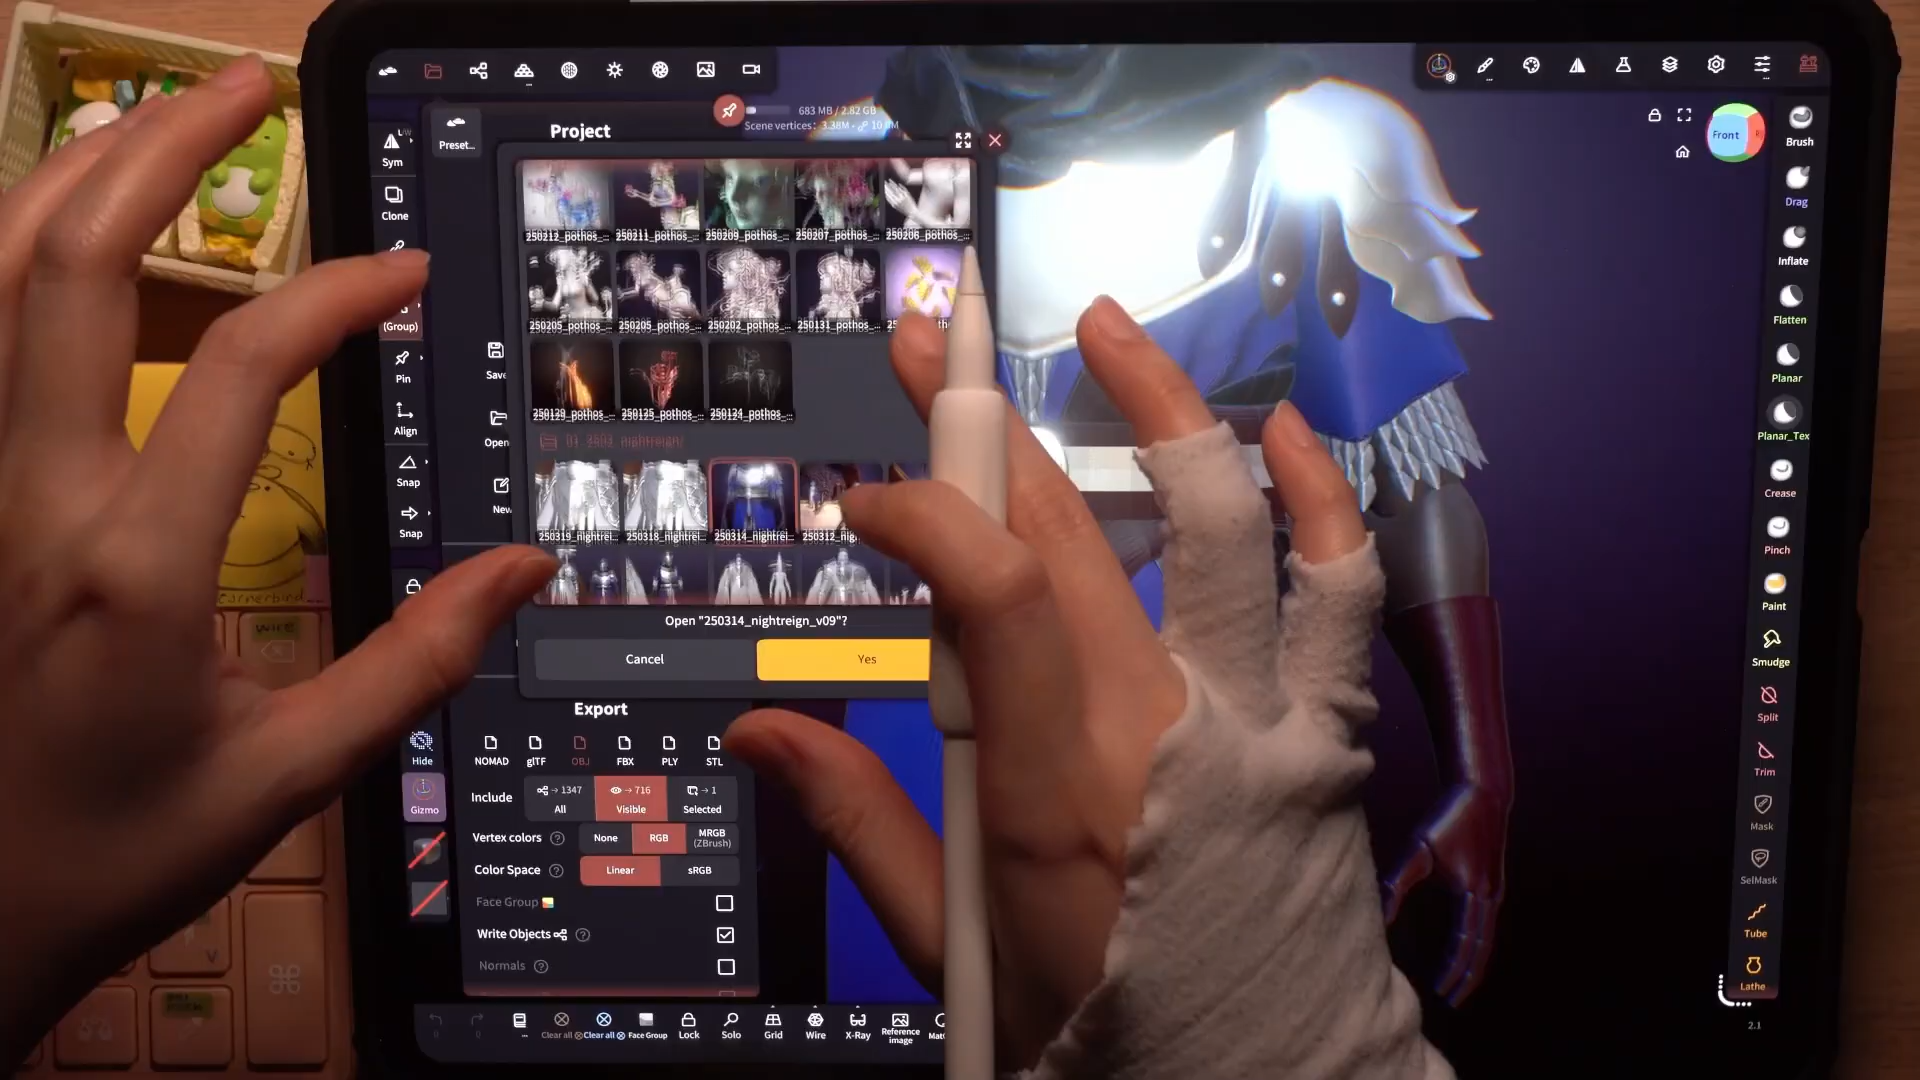 683 MB / 2.82 GB
Project
Front
Preset...
Sym
Brush
Drag
Clone
250212_pothos_...
250211_pothos_...
250209_pothos_...
250207_pothos_...
250206_pothos_...
Inflate
(Group)
250205_pothos_...
250205_pothos_...
250202_pothos_...
250131_pothos_...
Flatten
Pin
Save
Planar
250129_pothos_...
250125_pothos_...
250124_pothos_...
Align
Open
Planar_Tex
Snap
Crease
New
Snap
250319_nightrei...
250318_nightrei...
250314_nightrei...
Pinch
Paint
Open "250314_nightreign_v09"?
WIRE
Cancel
Yes
Smudge
Export
Split
NOMAD
glTF
OBJ
FBX
PLY
STL
Hide
Trim
Include
→ 1347
All
→ 716
Visible
→ 1
Selected
Gizmo
Mask
Vertex colors
None
RGB
MRGB
(ZBrush)
Color Space
Linear
sRGB
SelMask
Face Group
Write Objects
Tube
Normals
Lathe
Clear all
Clear all
Face Group
Lock
Solo
Grid
Wire
X-Ray
Reference
image
2.1